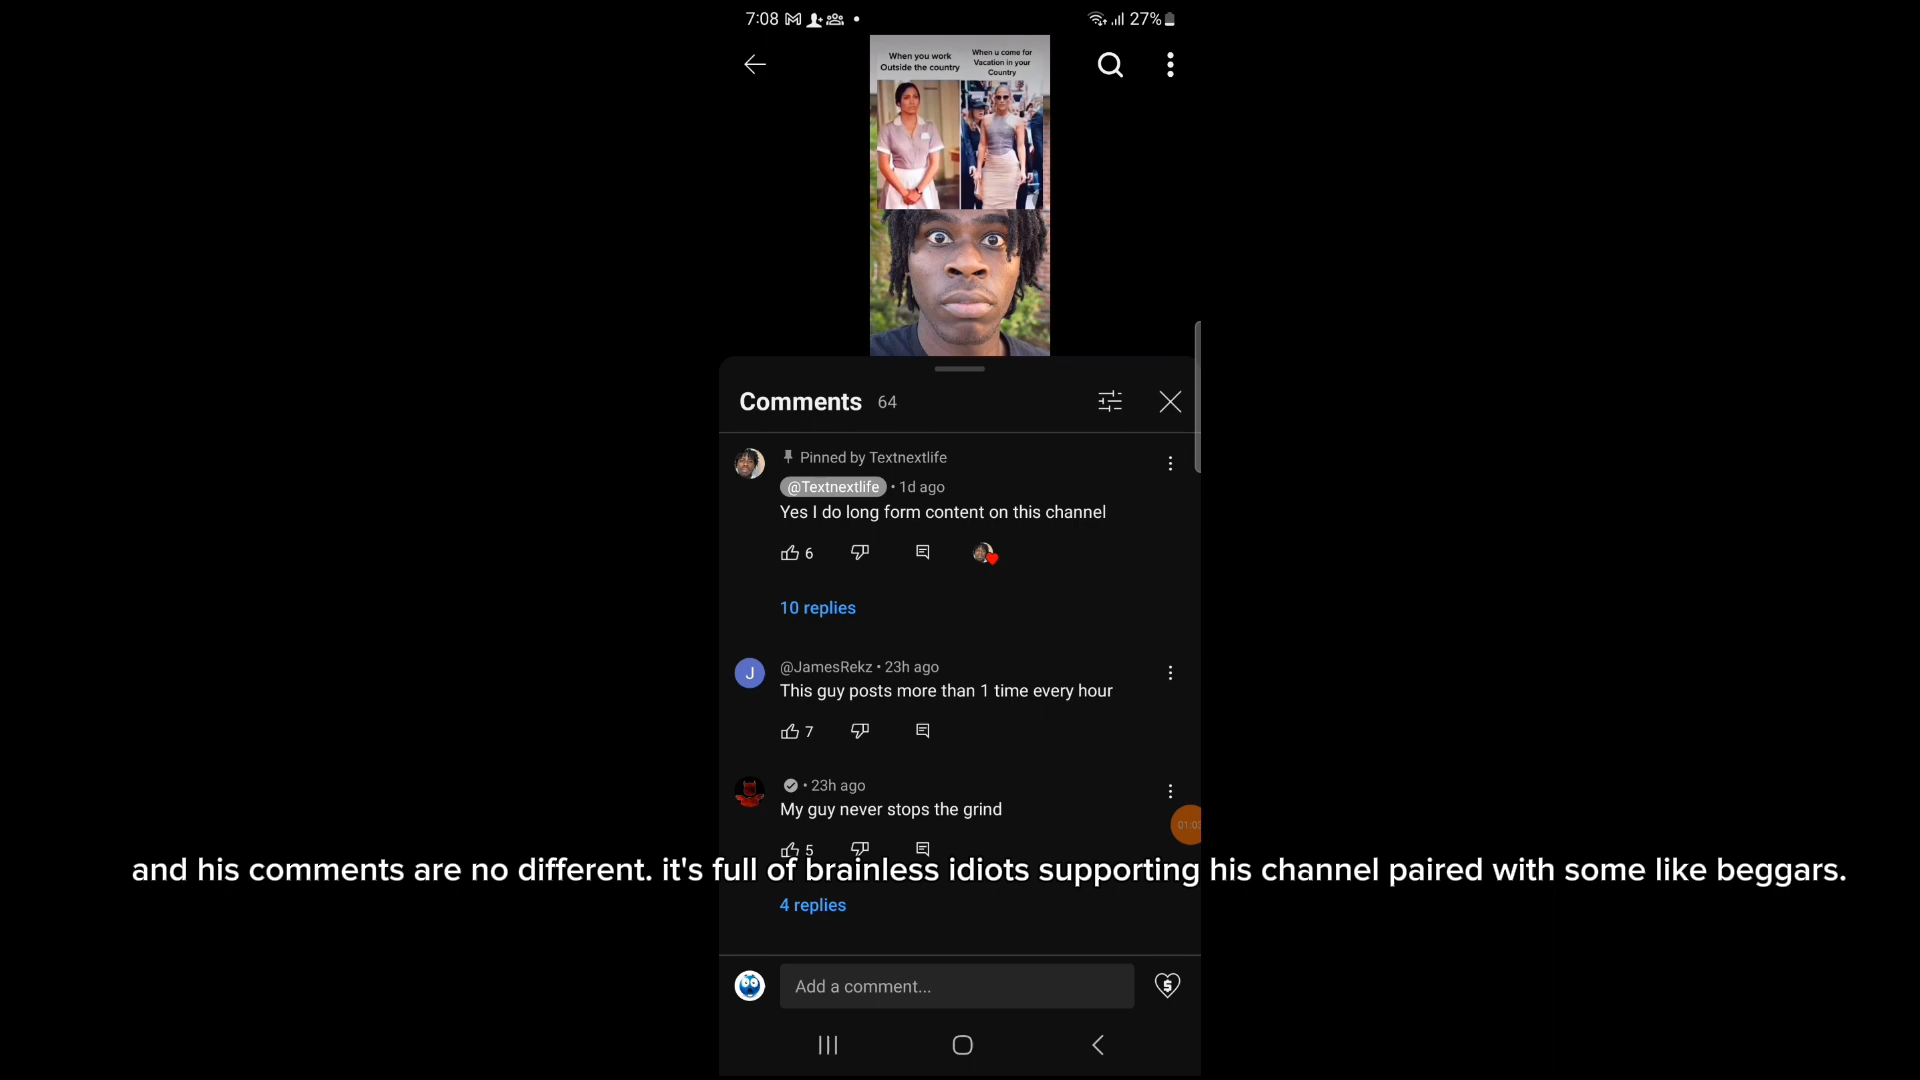 7:08
27%
When you work
Outside the country
When u come for
Vacation in your
Country
Comments 64
Pinned by Textnextlife
@Textnextlife • 1d ago
Yes I do long form content on this channel
6
10 replies
J
@JamesRekz • 23h ago
This guy posts more than 1 time every hour
7
• 23h ago
My guy never stops the grind
01:03
5
and his comments are no different. it's full of brainless idiots supporting his channel paired with some like beggars.
4 replies
Add a comment...
$